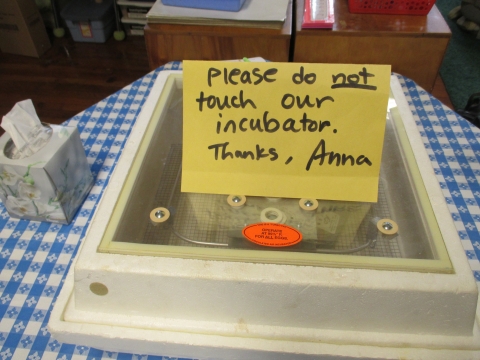 Please do not
touch our
incubator.
Thanks, Anna